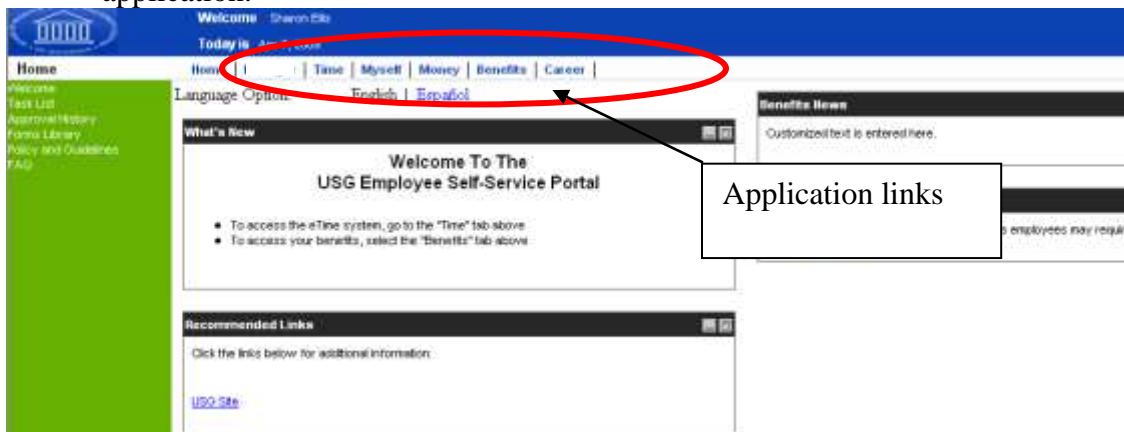 application.
Welcome Sharon Ellis
Today is
Home
Home | | Time | Myself | Money | Benefits | Career |
Welcome
Task List
Approval History
Forms Library
Policy and Guidelines
FAQ
Language Option: English | Español
What's New
Welcome To The
USG Employee Self-Service Portal
• To access the eTime system, go to the "Time" tab above
• To access your benefits, select the "Benefits" tab above
Recommended Links
Click the links below for additional information:
USG Site
Benefits News
Customized text is entered here.
Application links
s employees may requir